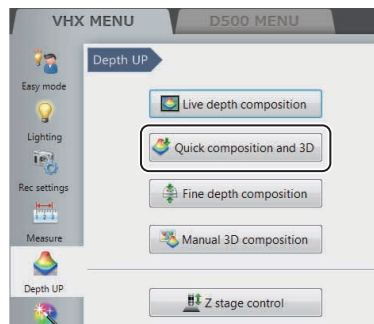 VHX MENU
D500 MENU
Depth UP
Easy mode
Lighting
Rec settings
Measure
Depth UP
Live depth composition
Quick composition and 3D
Fine depth composition
Manual 3D composition
Z stage control